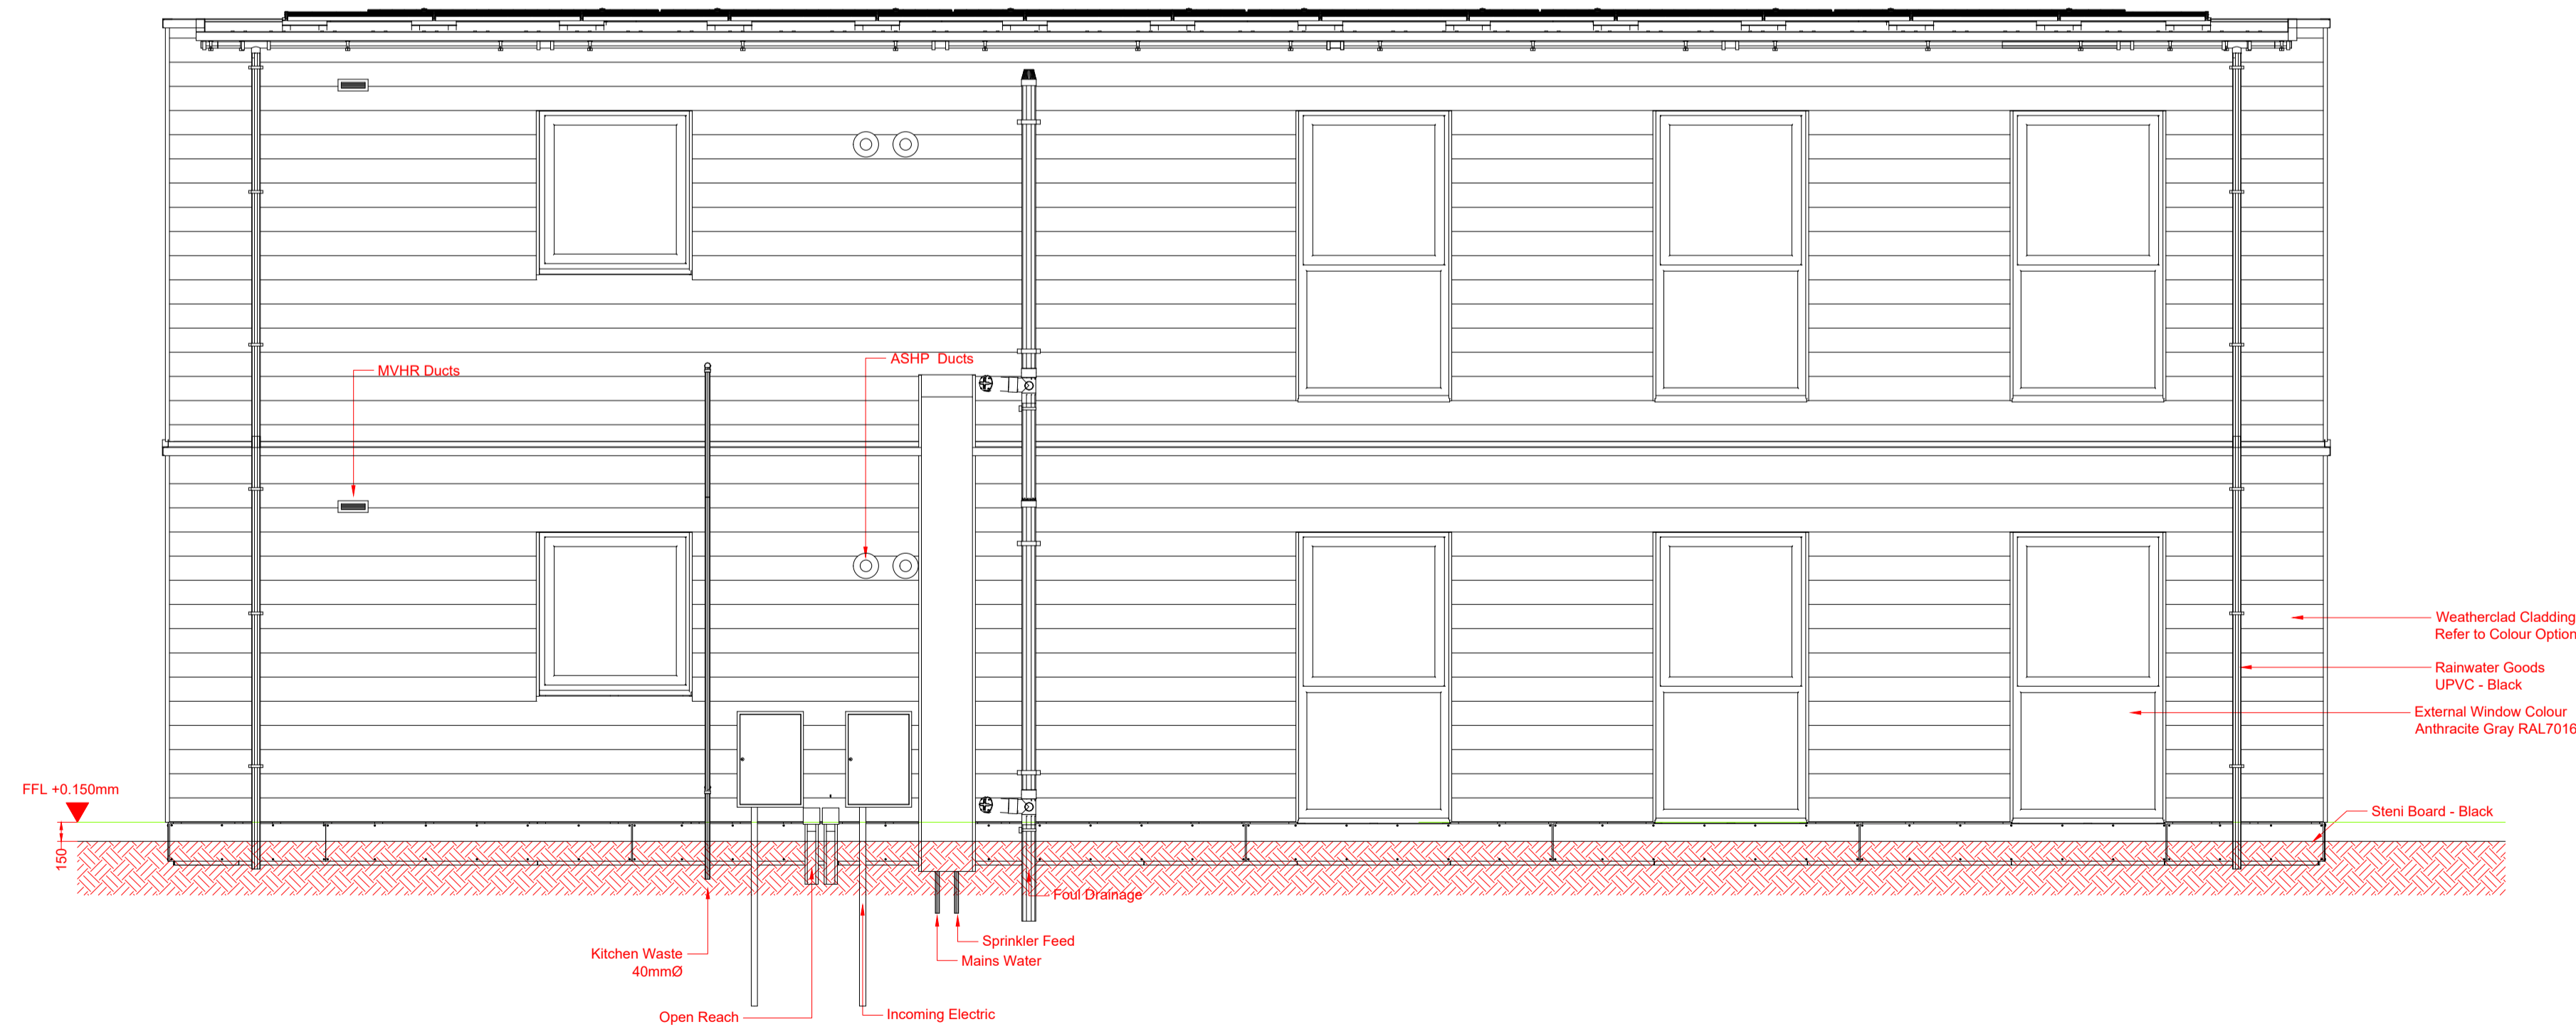 ASHP Ducts
MVHR Ducts
Weatherclad Cladding
Refer to Colour Option
Rainwater Goods
UPVC - Black
External Window Colour
Anthracite Gray RAL7016
FFL +0.150mm
Steni Board - Black
150
Foul Drainage
Sprinkler Feed
Kitchen Waste
Mains Water
40mmØ
Incoming Electric
Open Reach